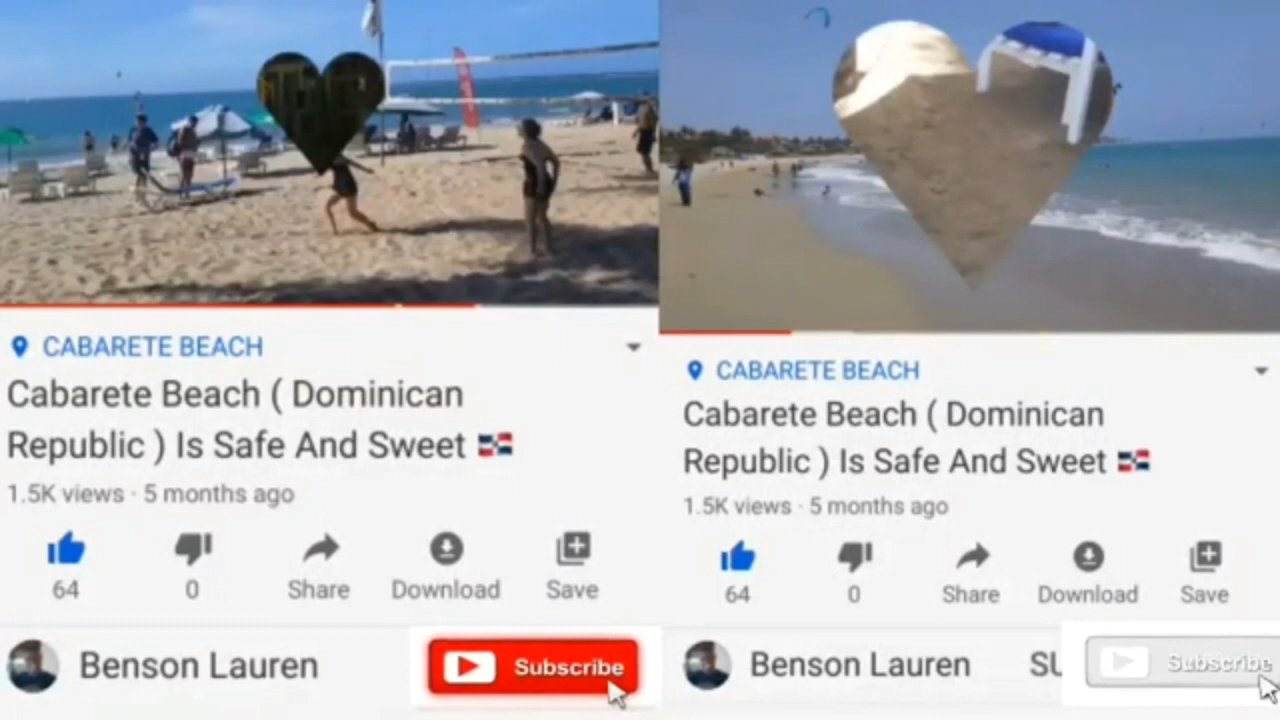 CABARETE BEACH
Cabarete Beach ( Dominican
Republic ) Is Safe And Sweet
1.5K views · 5 months ago
64
0
Share
Download
Save
Benson Lauren
Subscribe
CABARETE BEACH
Cabarete Beach ( Dominican
Republic ) Is Safe And Sweet
1.5K views · 5 months ago
64
0
Share
Download
Save
Benson Lauren
SU
Subscribe